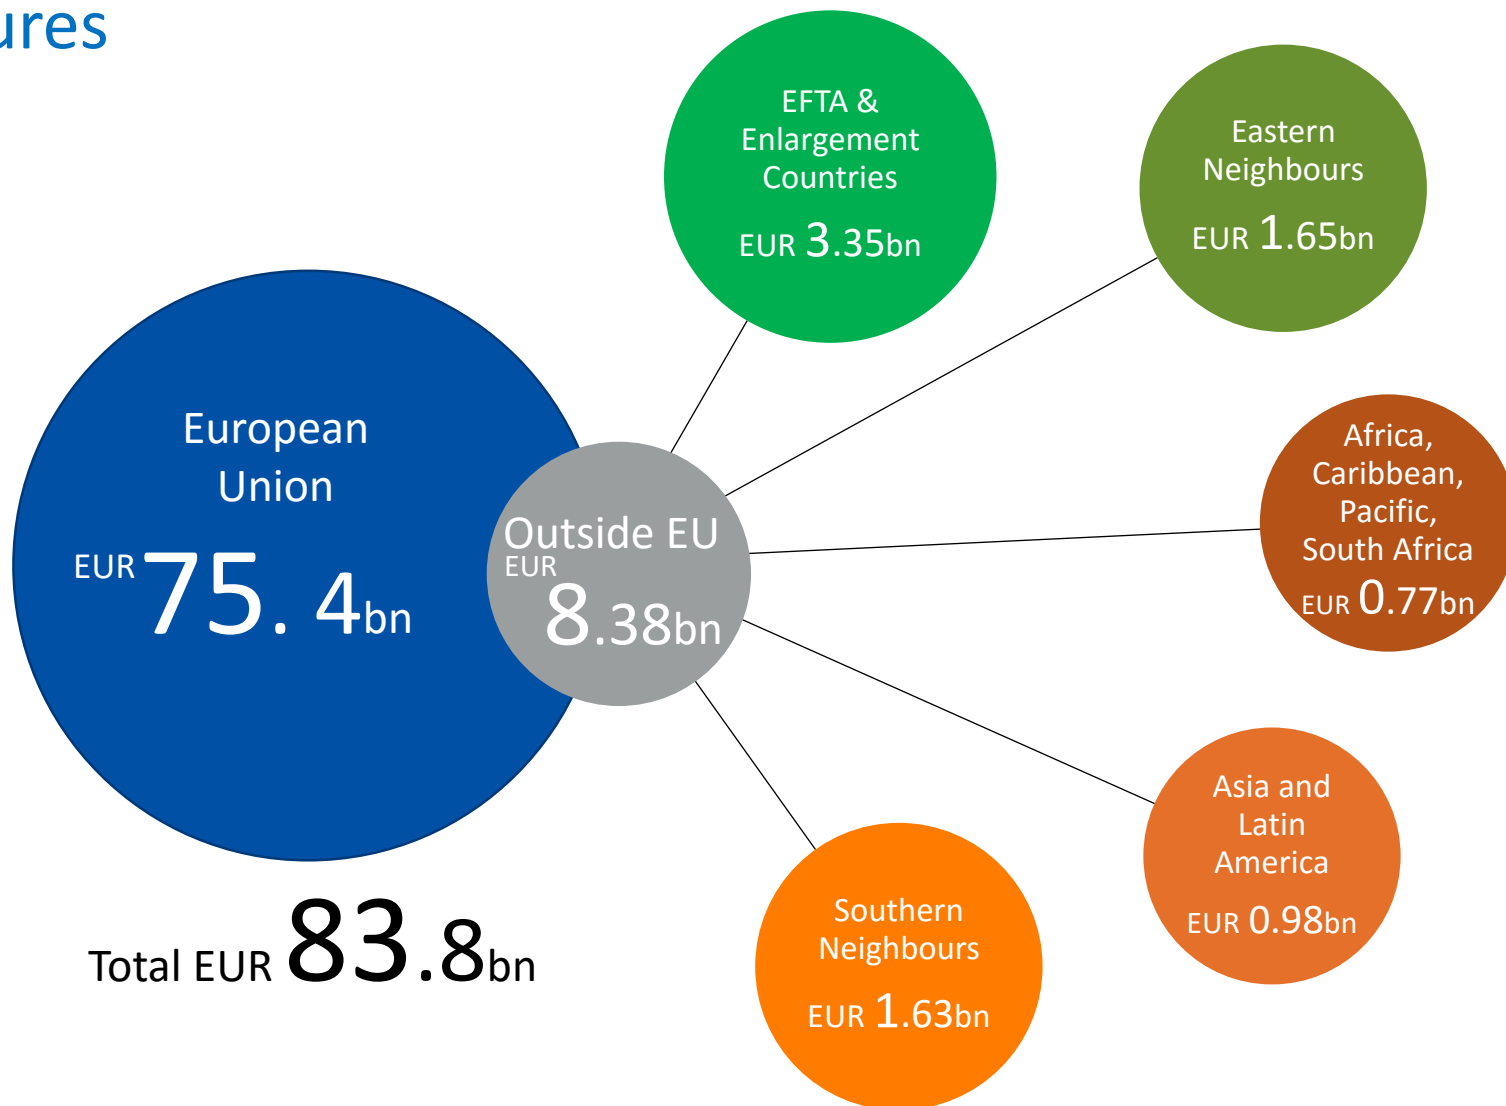 ures
EFTA &
Enlargement
Countries
EUR 3.35bn
Eastern
Neighbours
EUR 1.65bn
European
Union
EUR 75. 4bn
Outside EU
EUR
8.38bn
Africa,
Caribbean,
Pacific,
South Africa
EUR 0.77bn
Asia and
Latin
America
EUR 0.98bn
Southern
Neighbours
EUR 1.63bn
Total EUR 83.8bn